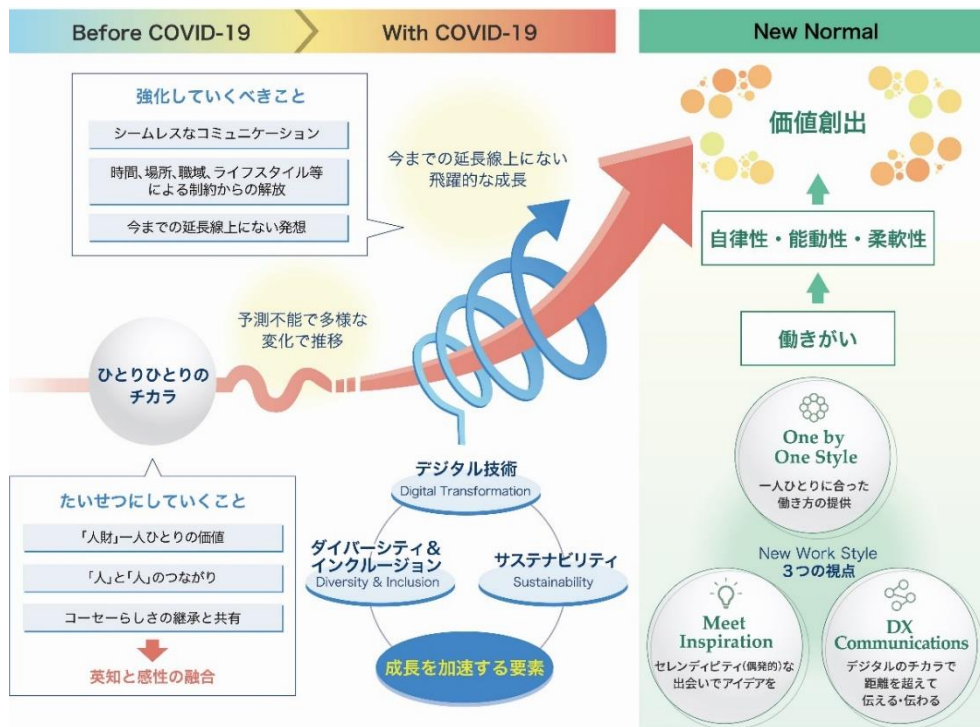 Before COVID-19
With COVID-19
New Normal
強化していくべきこと
シームレスなコミュニケーション
時間、場所、職域、ライフスタイル等
による制約からの解放
今までの延長線上にない発想
今までの延長線上にない
飛躍的な成長
予測不能で多様な
変化で推移
ひとりひとりの
チカラ
たいせつにしていくこと
「人財」一人ひとりの価値
「人」と「人」のつながり
コーセーらしさの継承と共有
英知と感性の融合
デジタル技術
Digital Transformation
ダイバーシティ&
インクルージョン
Diversity & Inclusion
サステナビリティ
Sustainability
成長を加速する要素
価値創出
自律性・能動性・柔軟性
働きがい
One by
One Style
一人ひとりに合った
働き方の提供
New Work Style
3つの視点
Meet
Inspiration
セレンディピティ(偶発的)な
出会いでアイデアを
DX
Communications
デジタルのチカラで
距離を超えて
伝える・伝わる